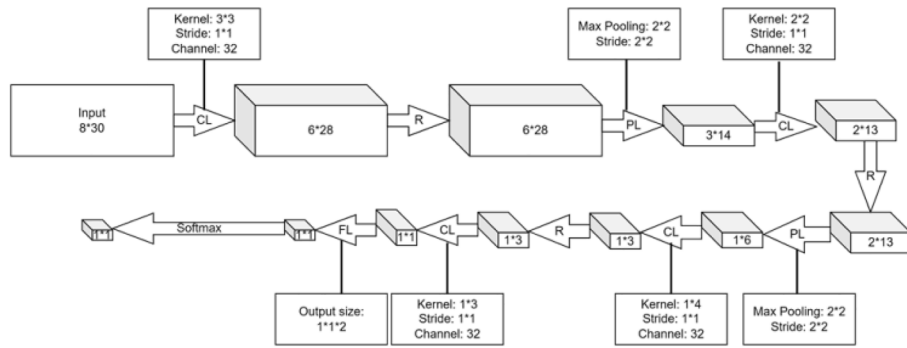 Kernel: 3*3
Stride: 1*1
Channel: 32
Max Pooling: 2*2
Stride: 2*2
Kernel: 2*2
Stride: 1*1
Channel: 32
Input
8*30
CL
6*28
R
6*28
PL
3*14
CL
2*13
R
1*1
Softmax
1*1
FL
1*1
CL
1*3
R
1*3
CL
1*6
PL
2*13
Output size:
1*1*2
Kernel: 1*3
Stride: 1*1
Channel: 32
Kernel: 1*4
Stride: 1*1
Channel: 32
Max Pooling: 2*2
Stride: 2*2